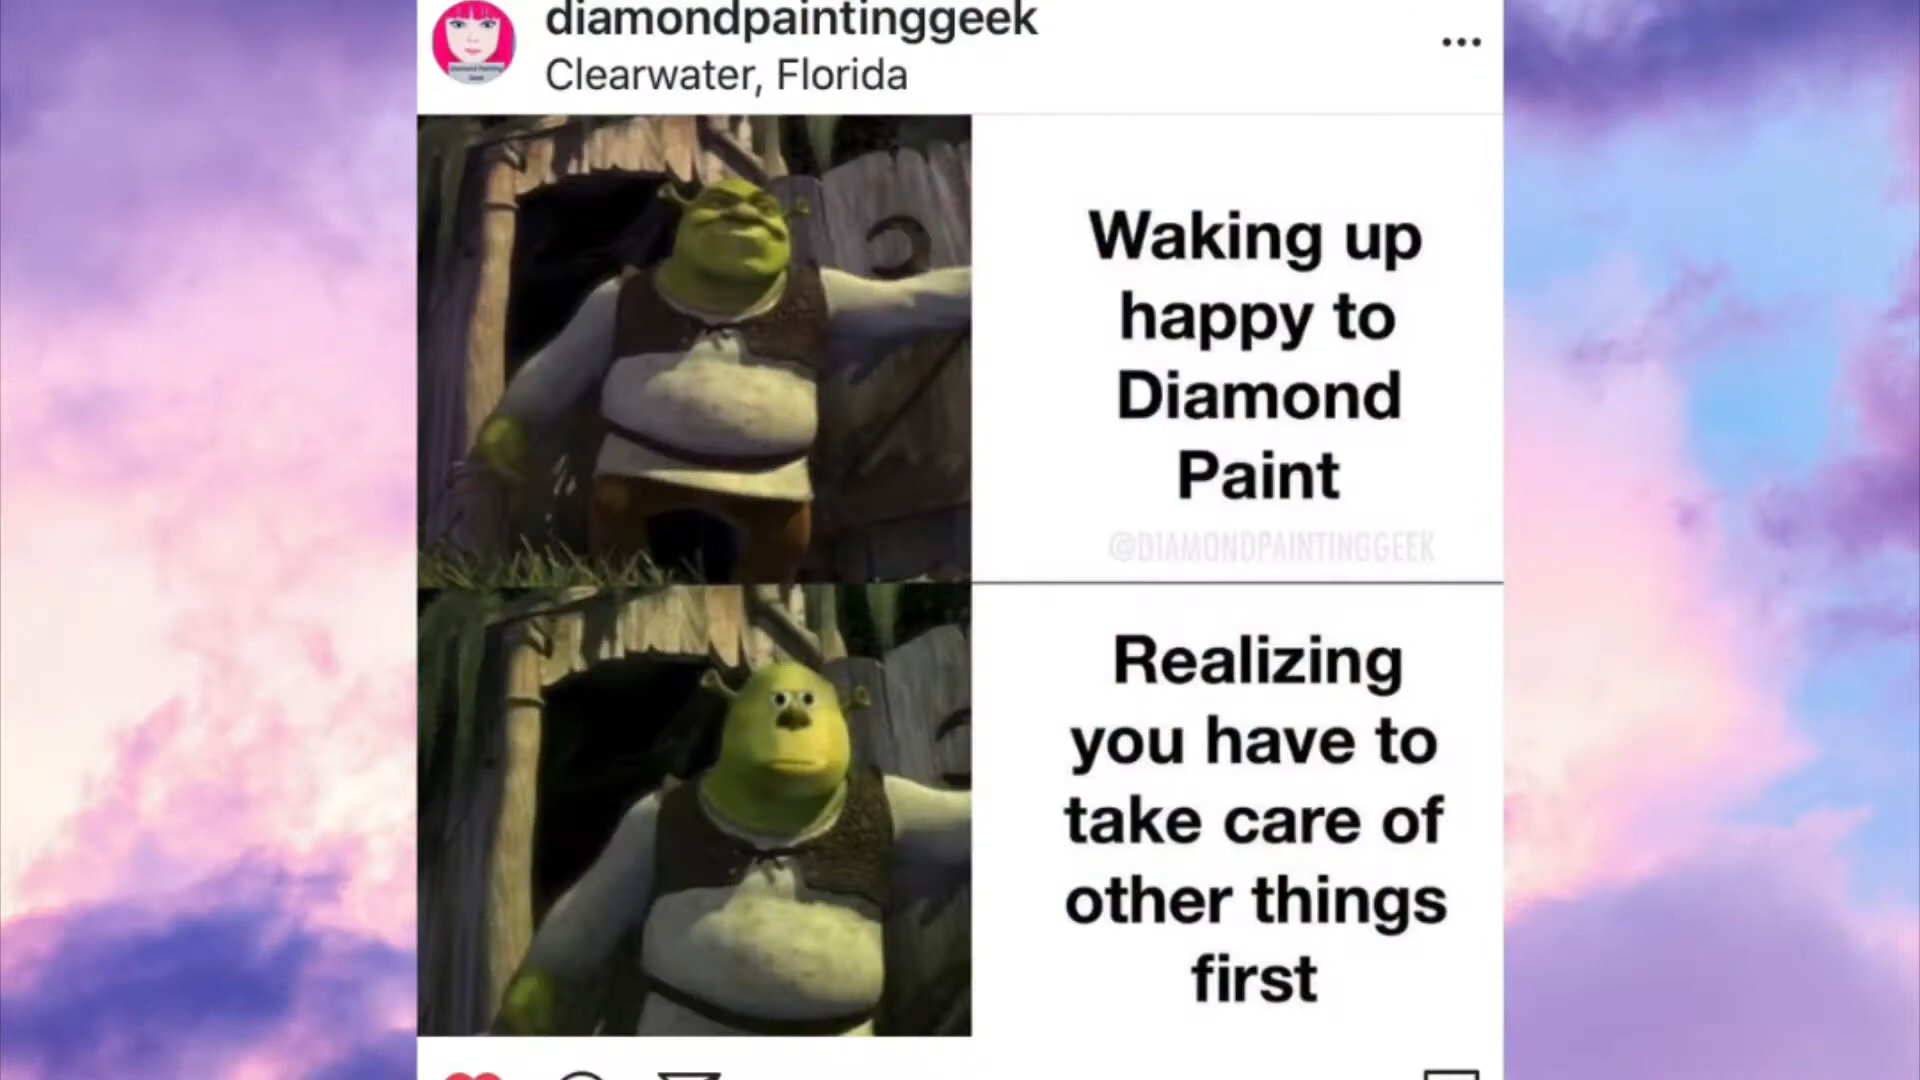 diamondpaintinggeek
Clearwater, Florida
Waking up
happy to
Diamond
Paint
@DIAMONDPAINTINGGEEK
Realizing
you have to
take care of
other things
first